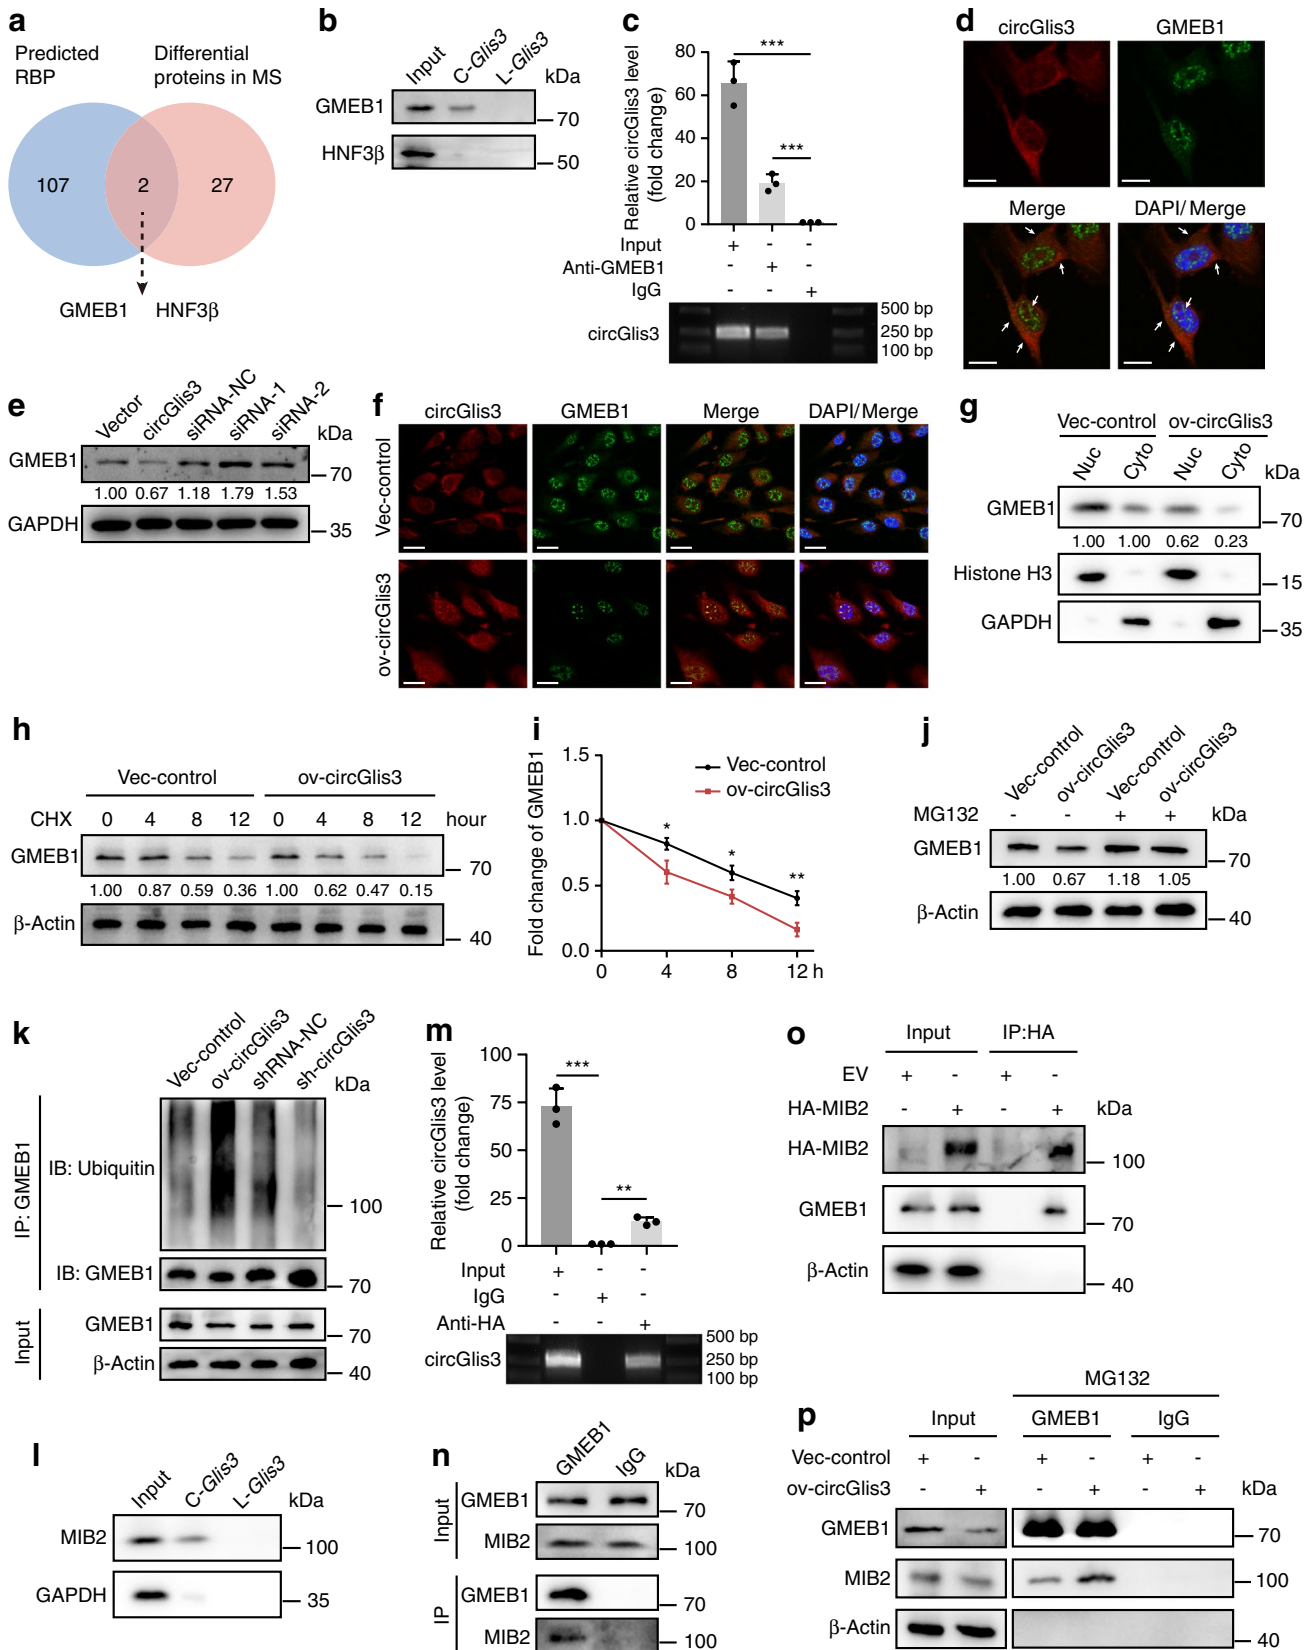 a
Predicted RBP
Differential proteins in MS
107
2
27
GMEB1
HNF3β
b
Input
C-Glis3
L-Glis3
kDa
GMEB1
70
HNF3β
50
c
Relative circGlis3 level (fold change)
80
60
40
20
0
***
***
Input + - -
Anti-GMEB1 - + -
IgG - - +
circGlis3
500 bp
250 bp
100 bp
d
circGlis3
GMEB1
Merge
DAPI/Merge
e
Vector
circGlis3
siRNA-NC
siRNA-1
siRNA-2
kDa
GMEB1
70
1.00 0.67 1.18 1.79 1.53
GAPDH
35
f
circGlis3
GMEB1
Merge
DAPI/Merge
Vec-control
ov-circGlis3
g
Vec-control
ov-circGlis3
Nuc
Cyto
Nuc
Cyto
kDa
GMEB1
70
1.00 1.00 0.62 0.23
Histone H3
15
GAPDH
35
h
Vec-control
ov-circGlis3
CHX 0 4 8 12 0 4 8 12 hour
GMEB1
70
1.00 0.87 0.59 0.36 1.00 0.62 0.47 0.15
β-Actin
40
i
Fold change of GMEB1
1.5
1.0
0.5
0.0
Vec-control
ov-circGlis3
*
*
**
0 4 8 12 h
j
Vec-control
ov-circGlis3
Vec-control
ov-circGlis3
MG132 - - + + kDa
GMEB1
70
1.00 0.67 1.18 1.05
β-Actin
40
k
Vec-control
ov-circGlis3
shRNA-NC
sh-circGlis3
kDa
IP: GMEB1
IB: Ubiquitin
100
IB: GMEB1
70
Input
GMEB1
70
β-Actin
40
m
Relative circGlis3 level (fold change)
100
75
50
25
0
***
**
Input + - -
IgG - + -
Anti-HA - - +
circGlis3
500 bp
250 bp
100 bp
o
Input
IP:HA
EV + - + -
HA-MIB2 - + - + kDa
HA-MIB2
100
GMEB1
70
β-Actin
40
l
Input
C-Glis3
L-Glis3
kDa
MIB2
100
GAPDH
35
n
GMEB1
IgG
kDa
Input
GMEB1
70
MIB2
100
IP
GMEB1
70
MIB2
100
p
MG132
Input
GMEB1
IgG
Vec-control + - + - + -
ov-circGlis3 - + - + - + kDa
GMEB1
70
MIB2
100
β-Actin
40